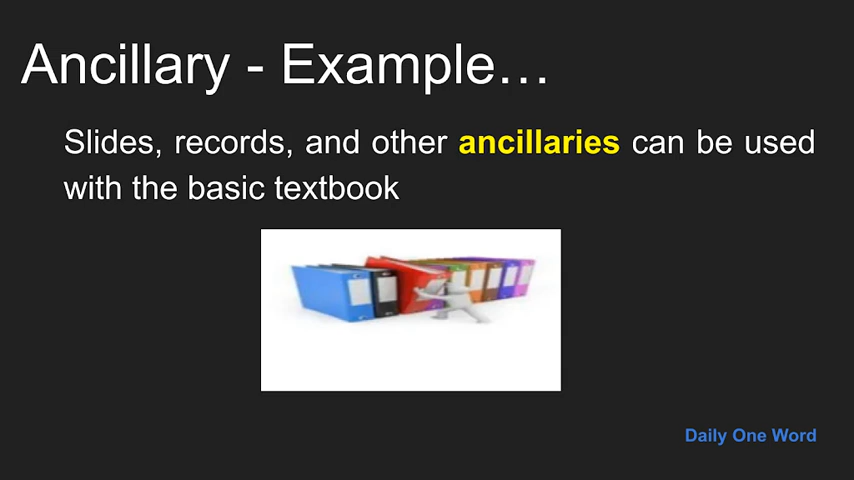 Ancillary - Example…
Slides, records, and other ancillaries can be used
with the basic textbook
Daily One Word